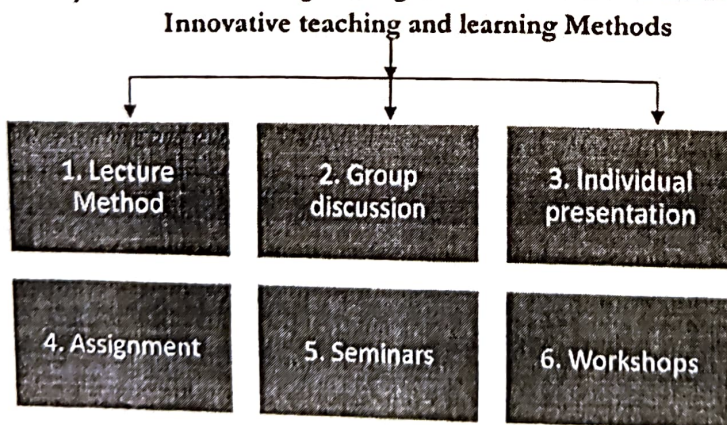 Innovative teaching and learning Methods
1. Lecture
Method
2. Group
discussion
3. Individual
presentation
4. Assignment
5. Seminars
6. Workshops